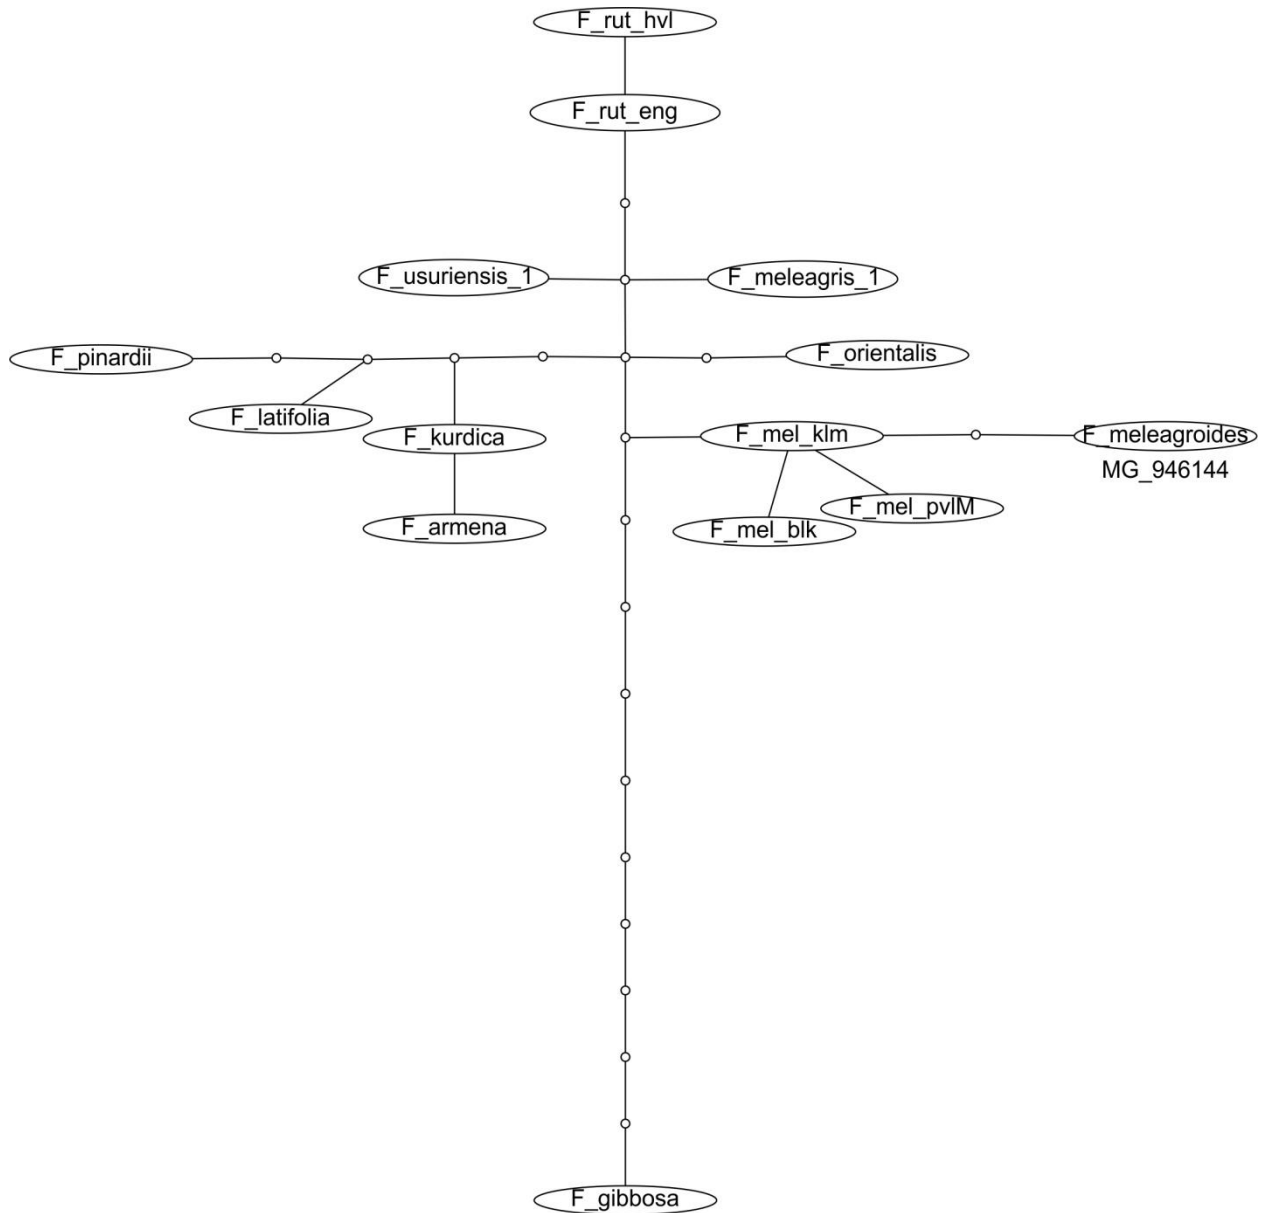 F_rut_hvl
F_rut_eng
F_usuriensis_1
F_meleagris_1
F_pinardii
F_orientalis
F_latifolia
F_kurdica
F_mel_klm
F_meleagroides
MG_946144
F_armena
F_mel_blk
F_mel_pvlM
F_gibbosa